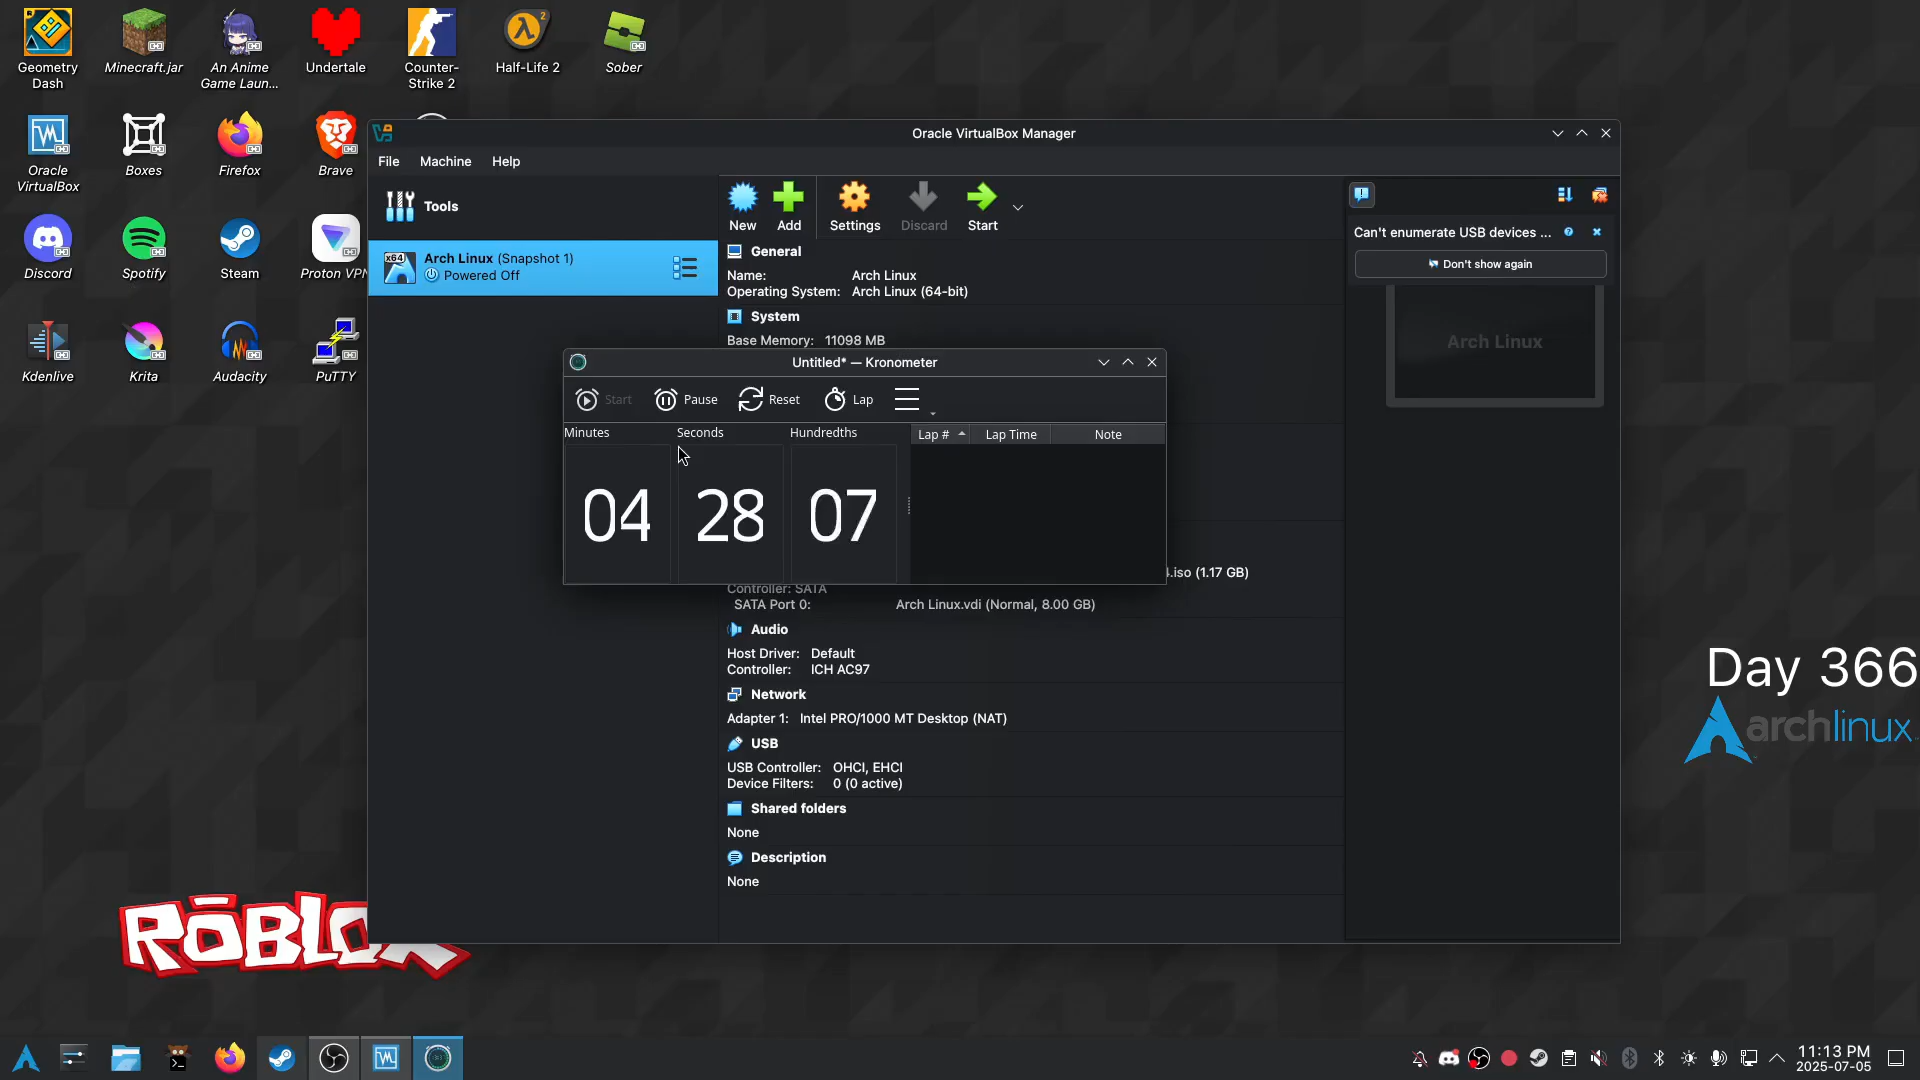 Geometry
Dash
Minecraft.jar
An Anime
Game Laun...
Undertale
Counter-
Strike 2
Half-Life 2
Sober
Oracle
VirtualBox
Boxes
Firefox
Brave
Discord
Spotify
Steam
Proton VPN
Kdenlive
Krita
Audacity
PuTTY
Oracle VirtualBox Manager
File Machine Help
Tools
x64
Arch Linux (Snapshot 1)
Powered Off
New Add Settings Discard Start
General
Name: Arch Linux
Operating System: Arch Linux (64-bit)
System
Base Memory: 11098 MB
Can't enumerate USB devices ...
Don't show again
Arch Linux
Untitled* — Kronometer
Start Pause Reset Lap
Minutes Seconds Hundredths
Lap # Lap Time Note
04 28 07
.iso (1.17 GB)
Controller: SATA
SATA Port 0: Arch Linux.vdi (Normal, 8.00 GB)
Audio
Host Driver: Default
Controller: ICH AC97
Network
Adapter 1: Intel PRO/1000 MT Desktop (NAT)
USB
USB Controller: OHCI, EHCI
Device Filters: 0 (0 active)
Shared folders
None
Description
None
Day 366
archlinux
ROBLOX
11:13 PM
2025-07-05